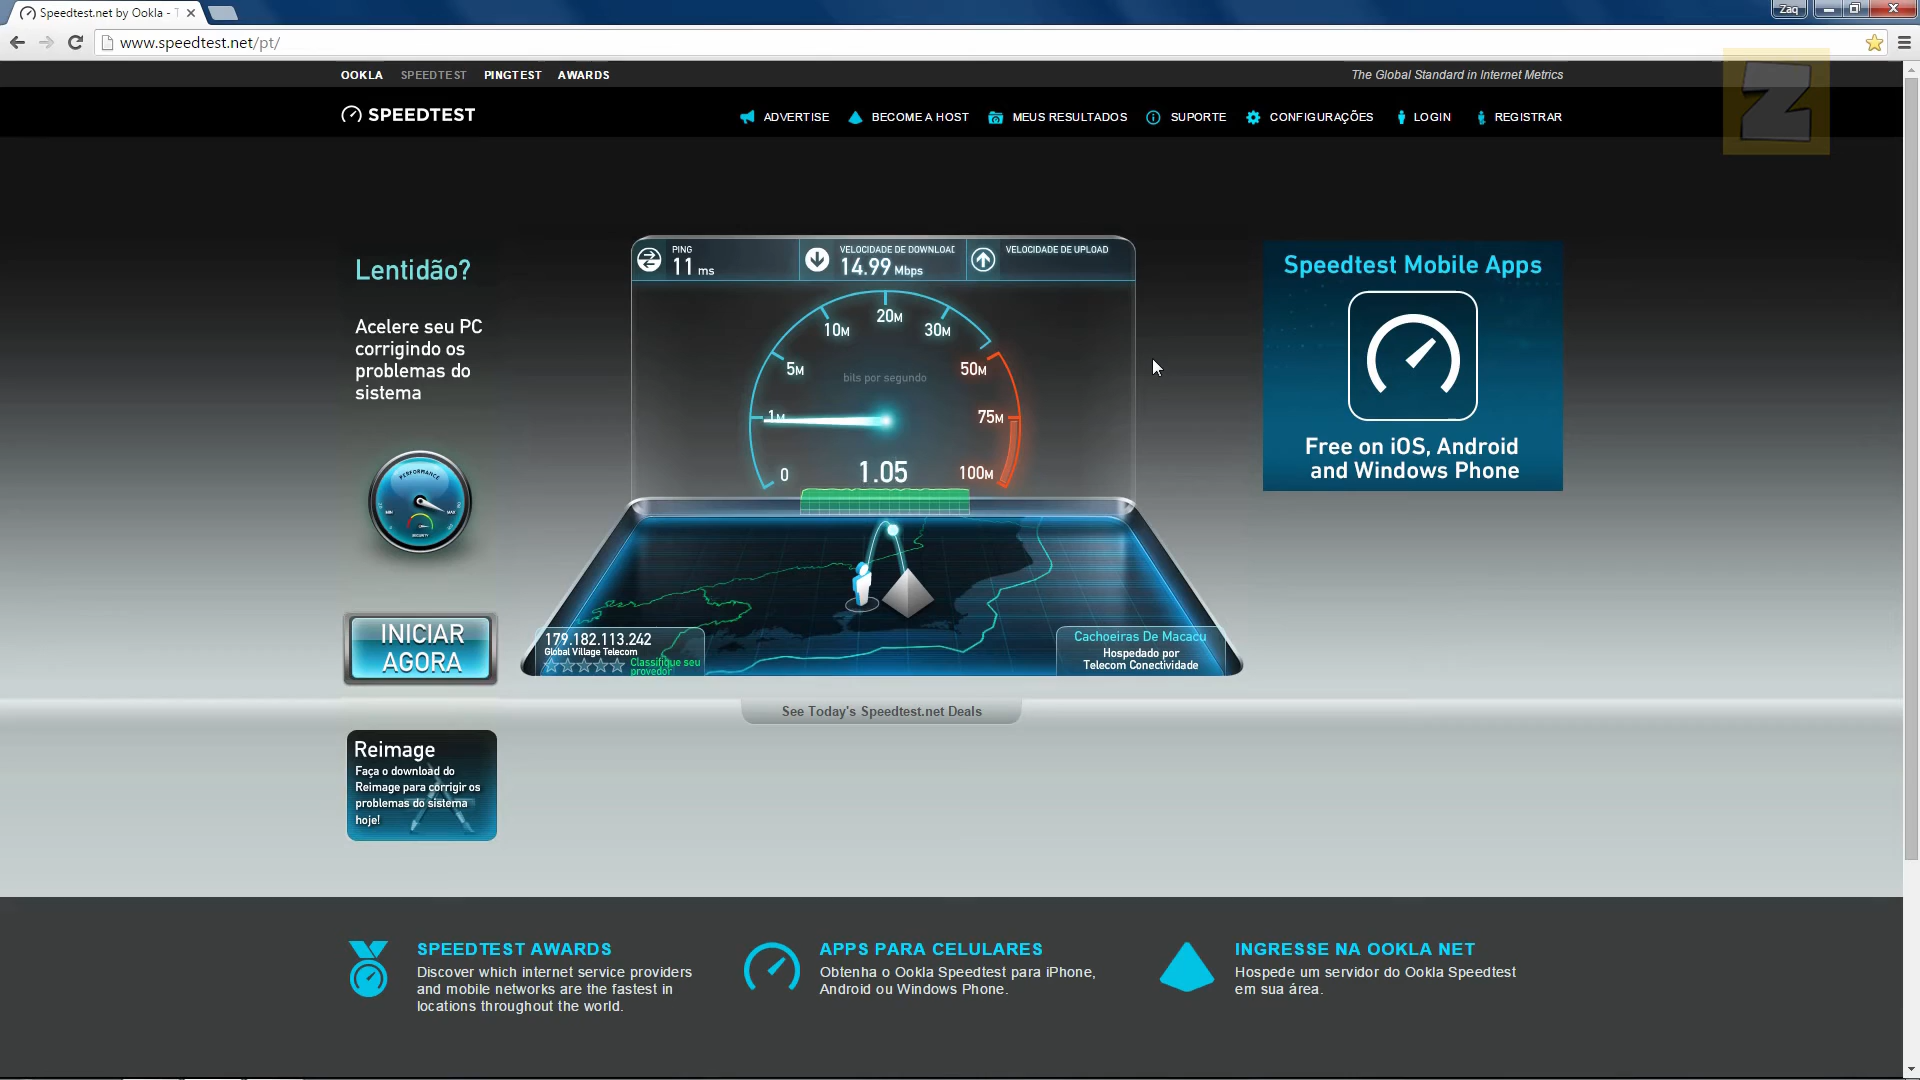 Speedtest.net by Ookla - T
Zaq
www.speedtest.net/pt/
OOKLA SPEEDTEST PINGTEST AWARDS
The Global Standard in Internet Metrics
SPEEDTEST
ADVERTISE BECOME A HOST MEUS RESULTADOS SUPORTE CONFIGURAÇÕES LOGIN REGISTRAR
Z
Lentidão?
Acelere seu PC
corrigindo os
problemas do
sistema
PERFORMANCE
MIN MAX
SECURITY
INICIAR
AGORA
Reimage
Faça o download do
Reimage para corrigir os
problemas do sistema
hoje!
PING
11 ms
VELOCIDADE DE DOWNLOAD
14.99 Mbps
VELOCIDADE DE UPLOAD
20M
10M 30M
5M 50M
bits por segundo
1M 75M
0 1.05 100M
179.182.113.242
Global Village Telecom
Classifique seu
provedor
Cachoeiras De Macacu
Hospedado por
Telecom Conectividade
See Today's Speedtest.net Deals
Speedtest Mobile Apps
Free on iOS, Android
and Windows Phone
SPEEDTEST AWARDS
Discover which internet service providers
and mobile networks are the fastest in
locations throughout the world.
APPS PARA CELULARES
Obtenha o Ookla Speedtest para iPhone,
Android ou Windows Phone.
INGRESSE NA OOKLA NET
Hospede um servidor do Ookla Speedtest
em sua área.